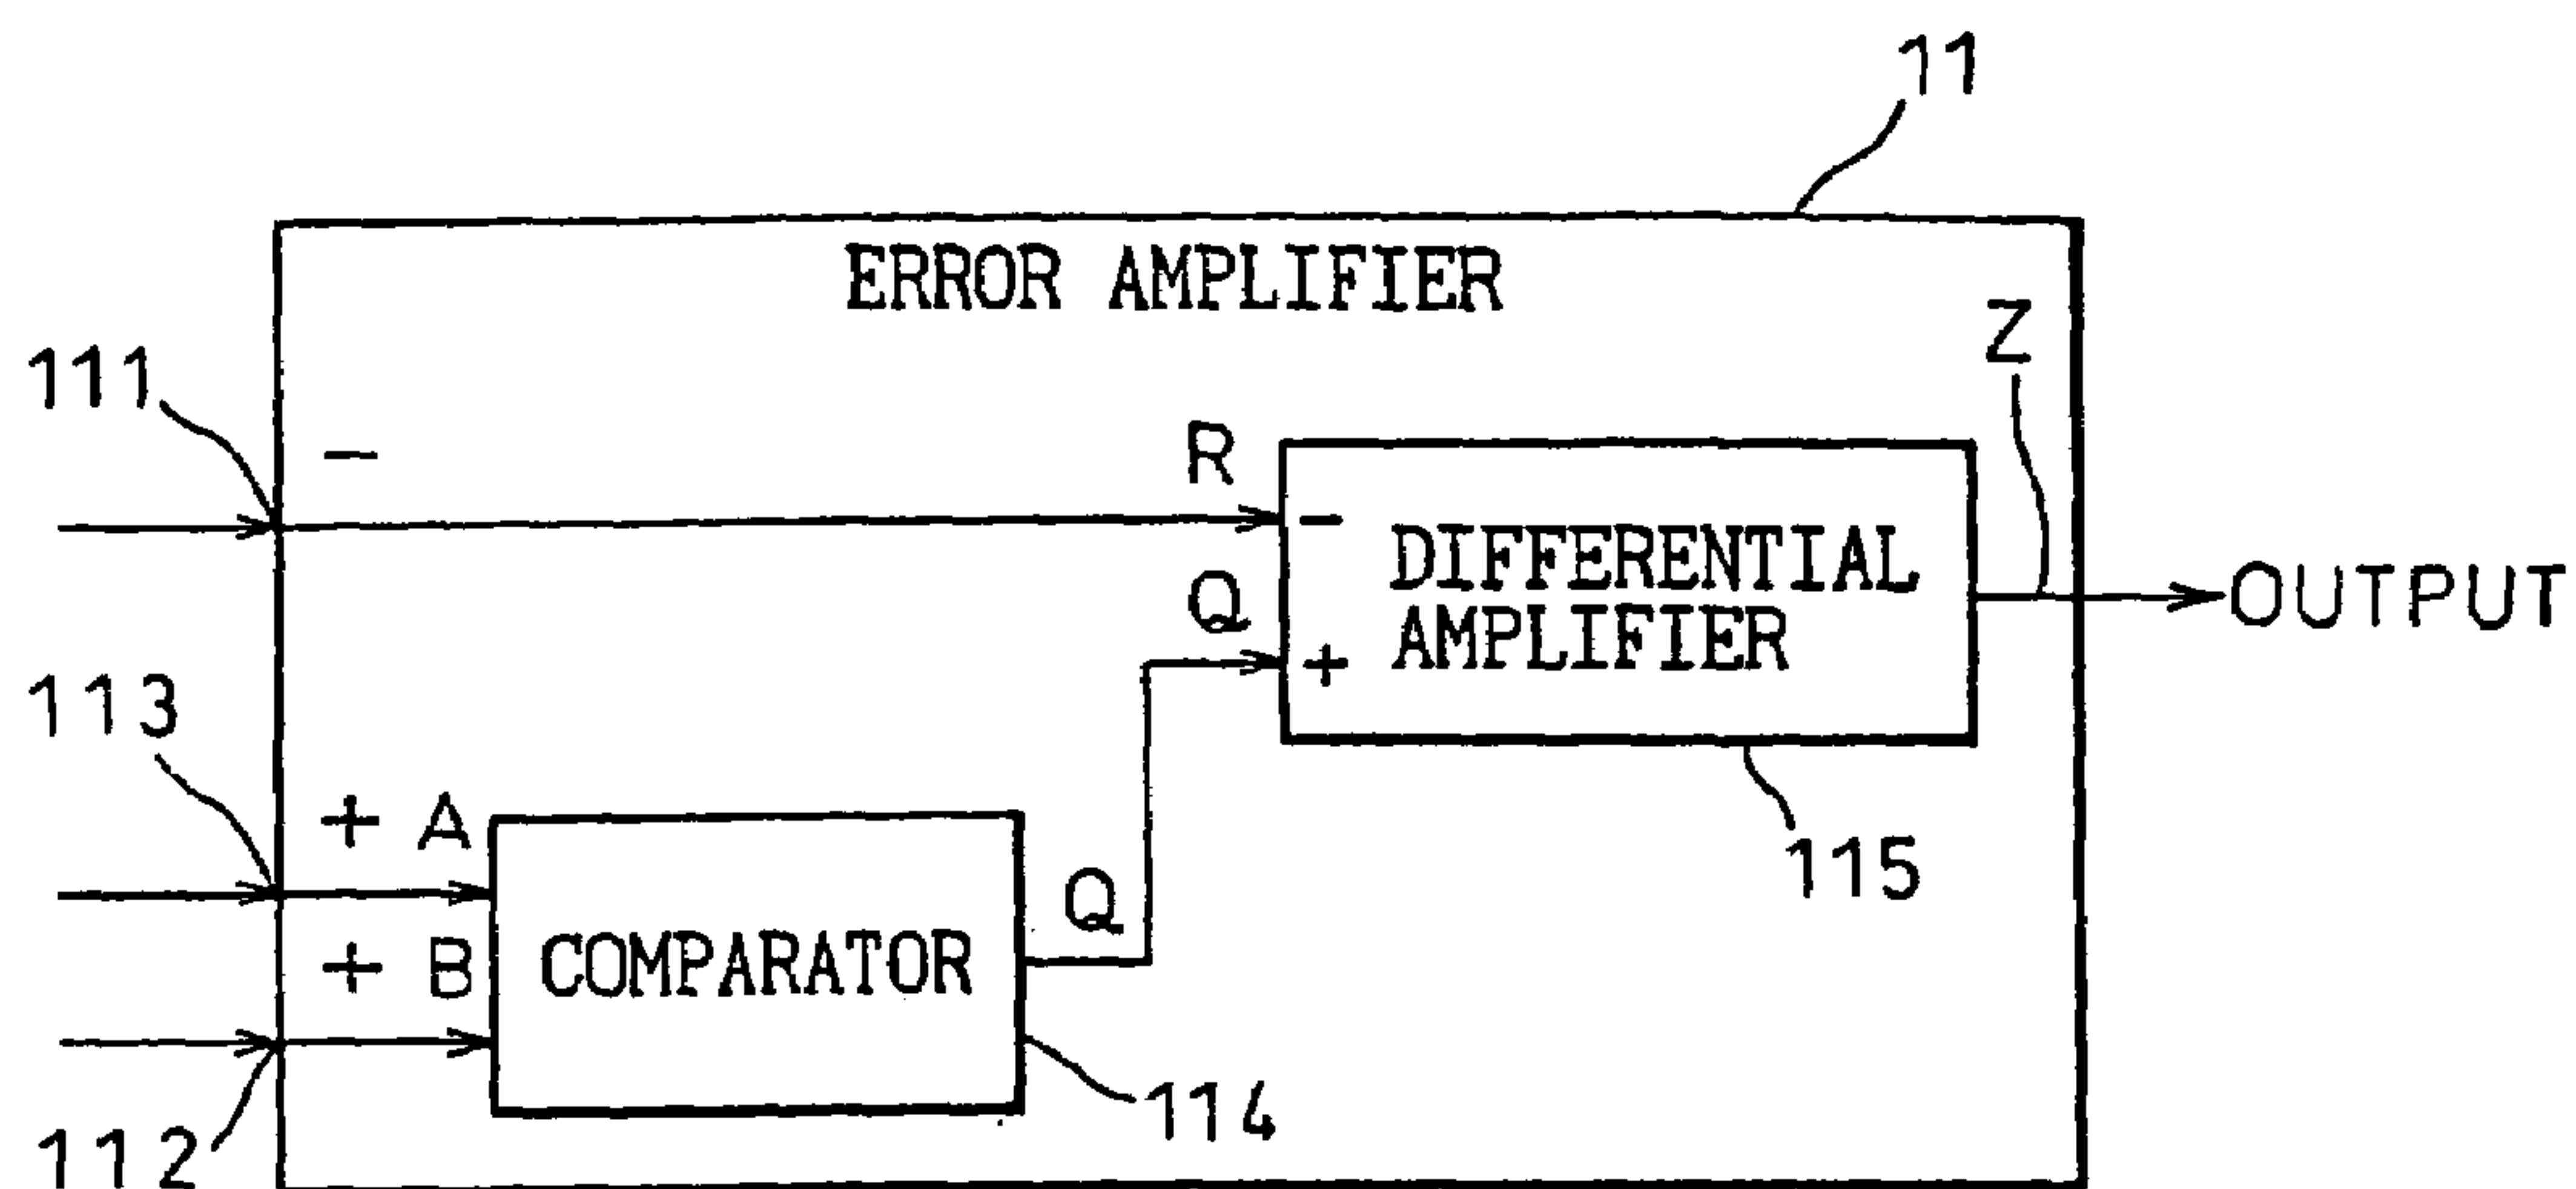 11
ERROR AMPLIFIER
Z
111
−
R
−
DIFFERENTIAL
AMPLIFIER
Q
+
OUTPUT
113
+ A
115
Q
+ B
COMPARATOR
114
112